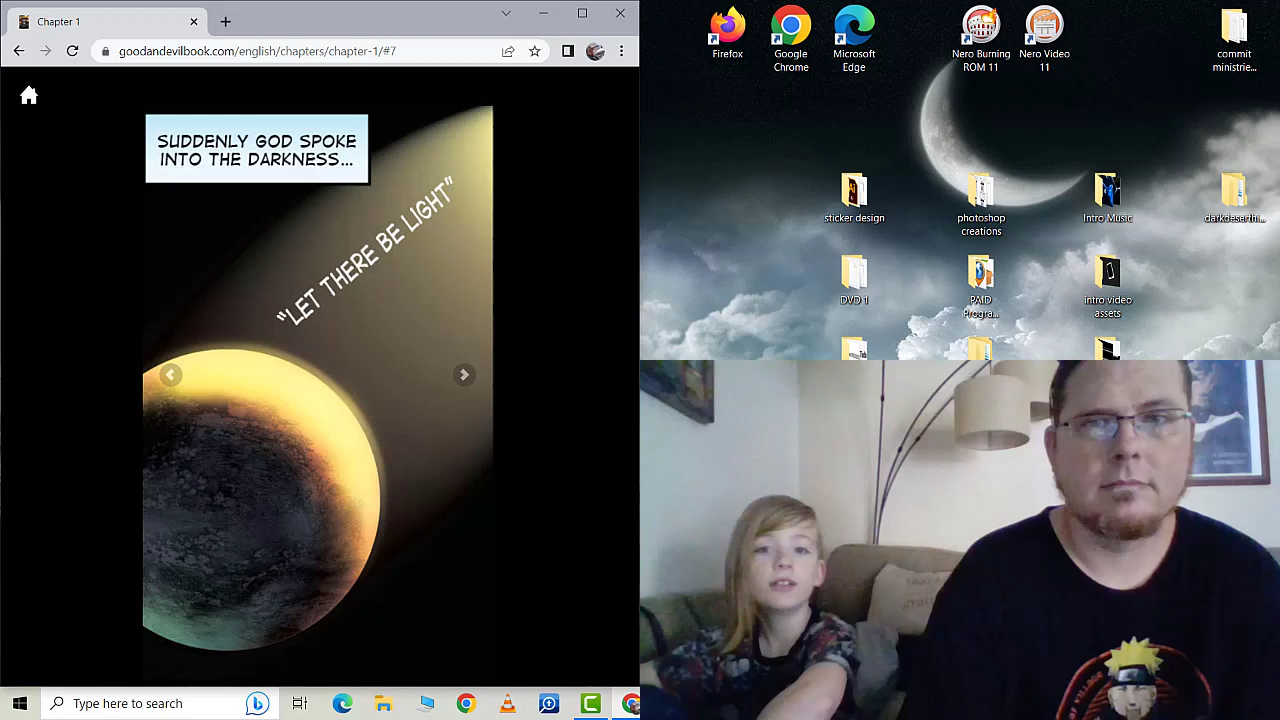 Chapter 1
goodandevilbook.com/english/chapters/chapter-1/#7
SUDDENLY GOD SPOKE
INTO THE DARKNESS...
"LET THERE BE LIGHT"
Type here to search
Firefox
Google
Chrome
Microsoft
Edge
Nero Burning
ROM 11
Nero Video
11
commit
ministrie...
sticker design
photoshop
creations
Intro Music
darkdeserthi...
DVD 1
PAID
Progra...
intro video
assets